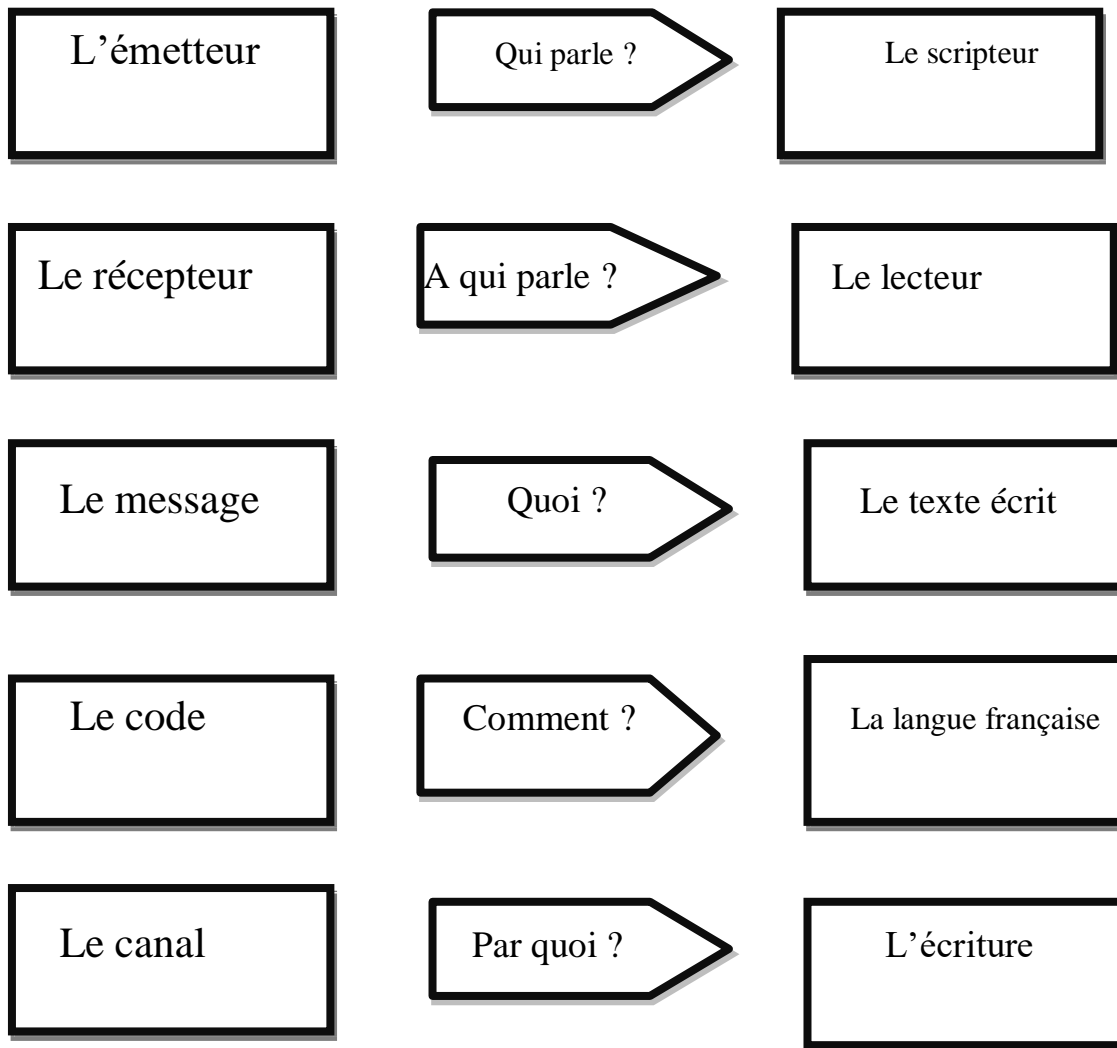 L’émetteur
Qui parle ?
Le scripteur
Le récepteur
A qui parle ?
Le lecteur
Le message
Quoi ?
Le texte écrit
Le code
Comment ?
La langue française
Le canal
Par quoi ?
L’écriture